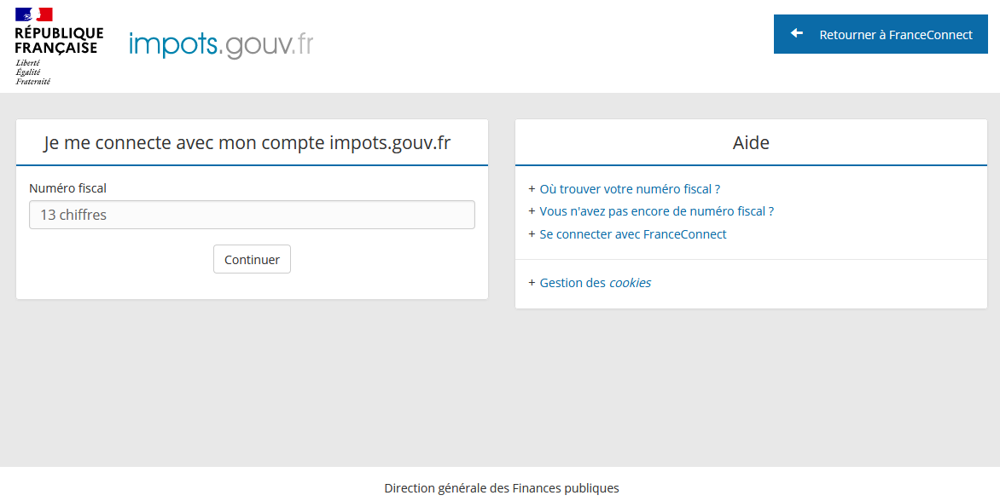 RÉPUBLIQUE
FRANÇAISE
Liberté
Égalité
Fraternité
impots.gouv.fr
Retourner à FranceConnect
Je me connecte avec mon compte impots.gouv.fr
Numéro fiscal
13 chiffres
Continuer
Aide
+ Où trouver votre numéro fiscal ?
+ Vous n'avez pas encore de numéro fiscal ?
+ Se connecter avec FranceConnect
+ Gestion des cookies
Direction générale des Finances publiques